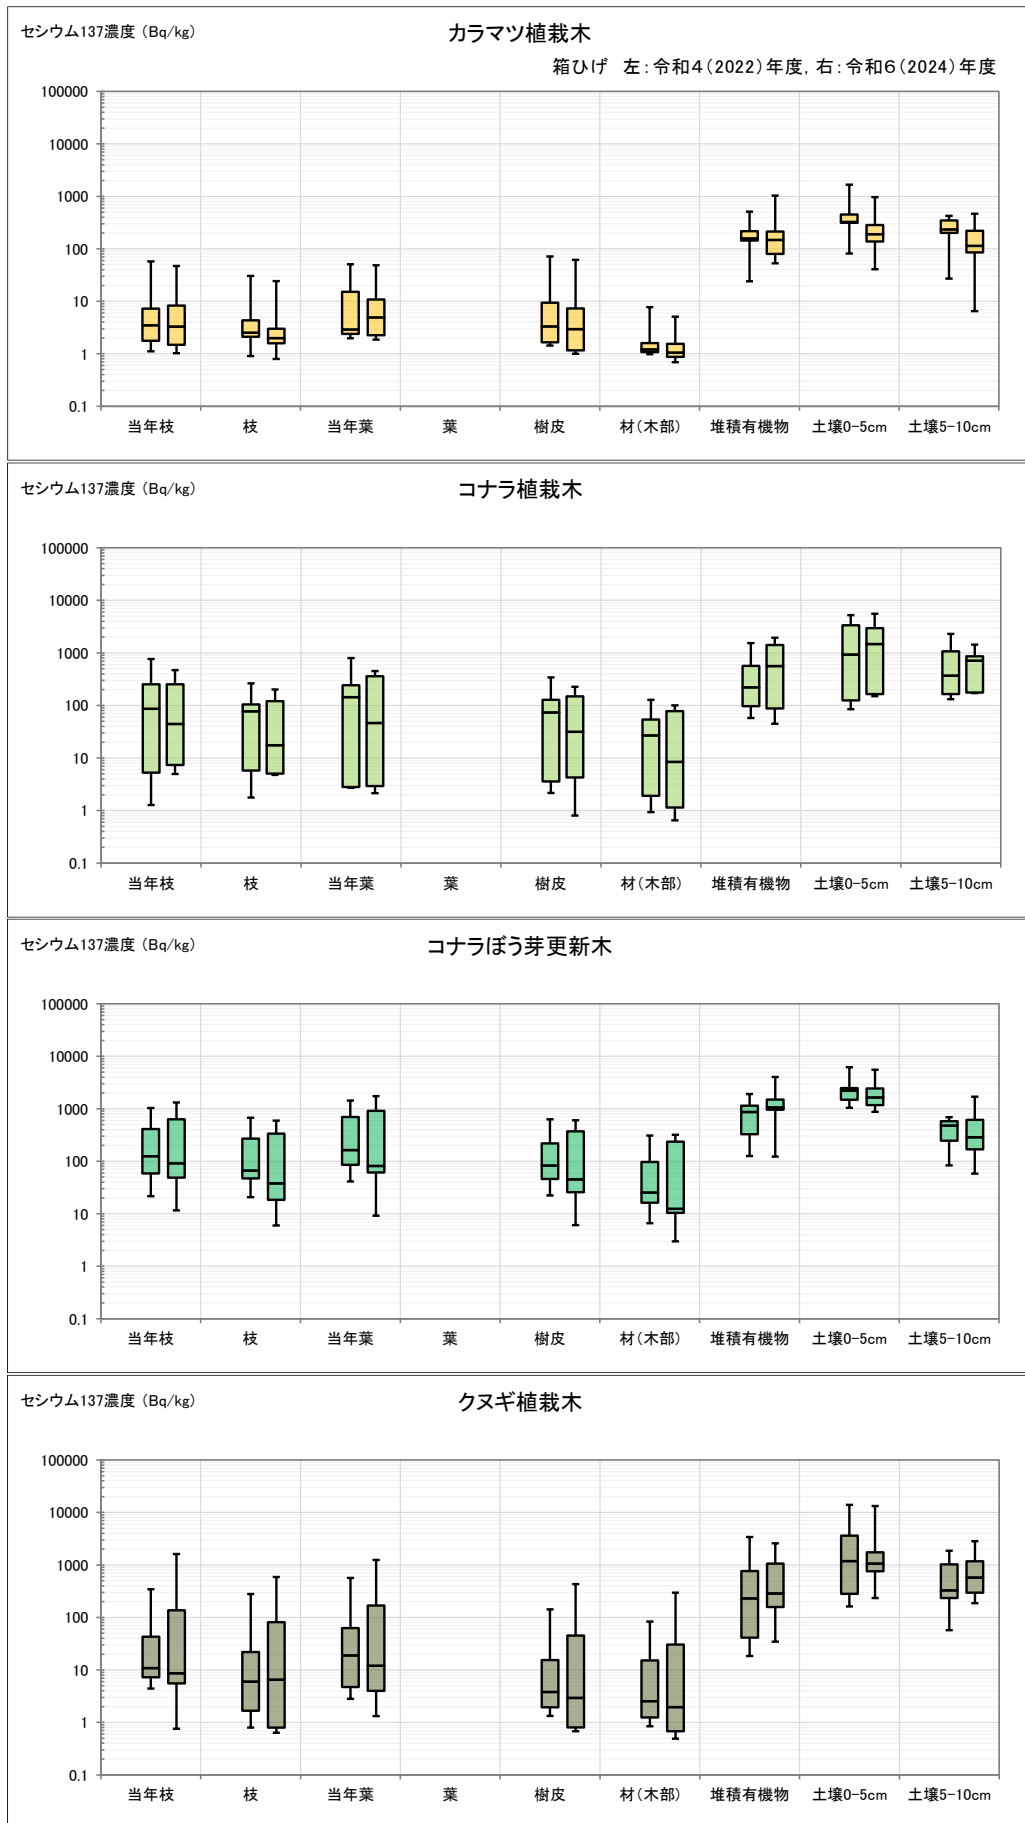 セシウム137濃度 (Bq/kg)
カラマツ植栽木
箱ひげ 左:令和4(2022)年度, 右:令和6(2024)年度
100000
10000
1000
100
10
1
0.1
当年枝 枝 当年葉 葉 樹皮 材(木部) 堆積有機物 土壌0-5cm 土壌5-10cm
セシウム137濃度 (Bq/kg)
コナラ植栽木
100000
10000
1000
100
10
1
0.1
当年枝 枝 当年葉 葉 樹皮 材(木部) 堆積有機物 土壌0-5cm 土壌5-10cm
セシウム137濃度 (Bq/kg)
コナラぼう芽更新木
100000
10000
1000
100
10
1
0.1
当年枝 枝 当年葉 葉 樹皮 材(木部) 堆積有機物 土壌0-5cm 土壌5-10cm
セシウム137濃度 (Bq/kg)
クヌギ植栽木
100000
10000
1000
100
10
1
0.1
当年枝 枝 当年葉 葉 樹皮 材(木部) 堆積有機物 土壌0-5cm 土壌5-10cm